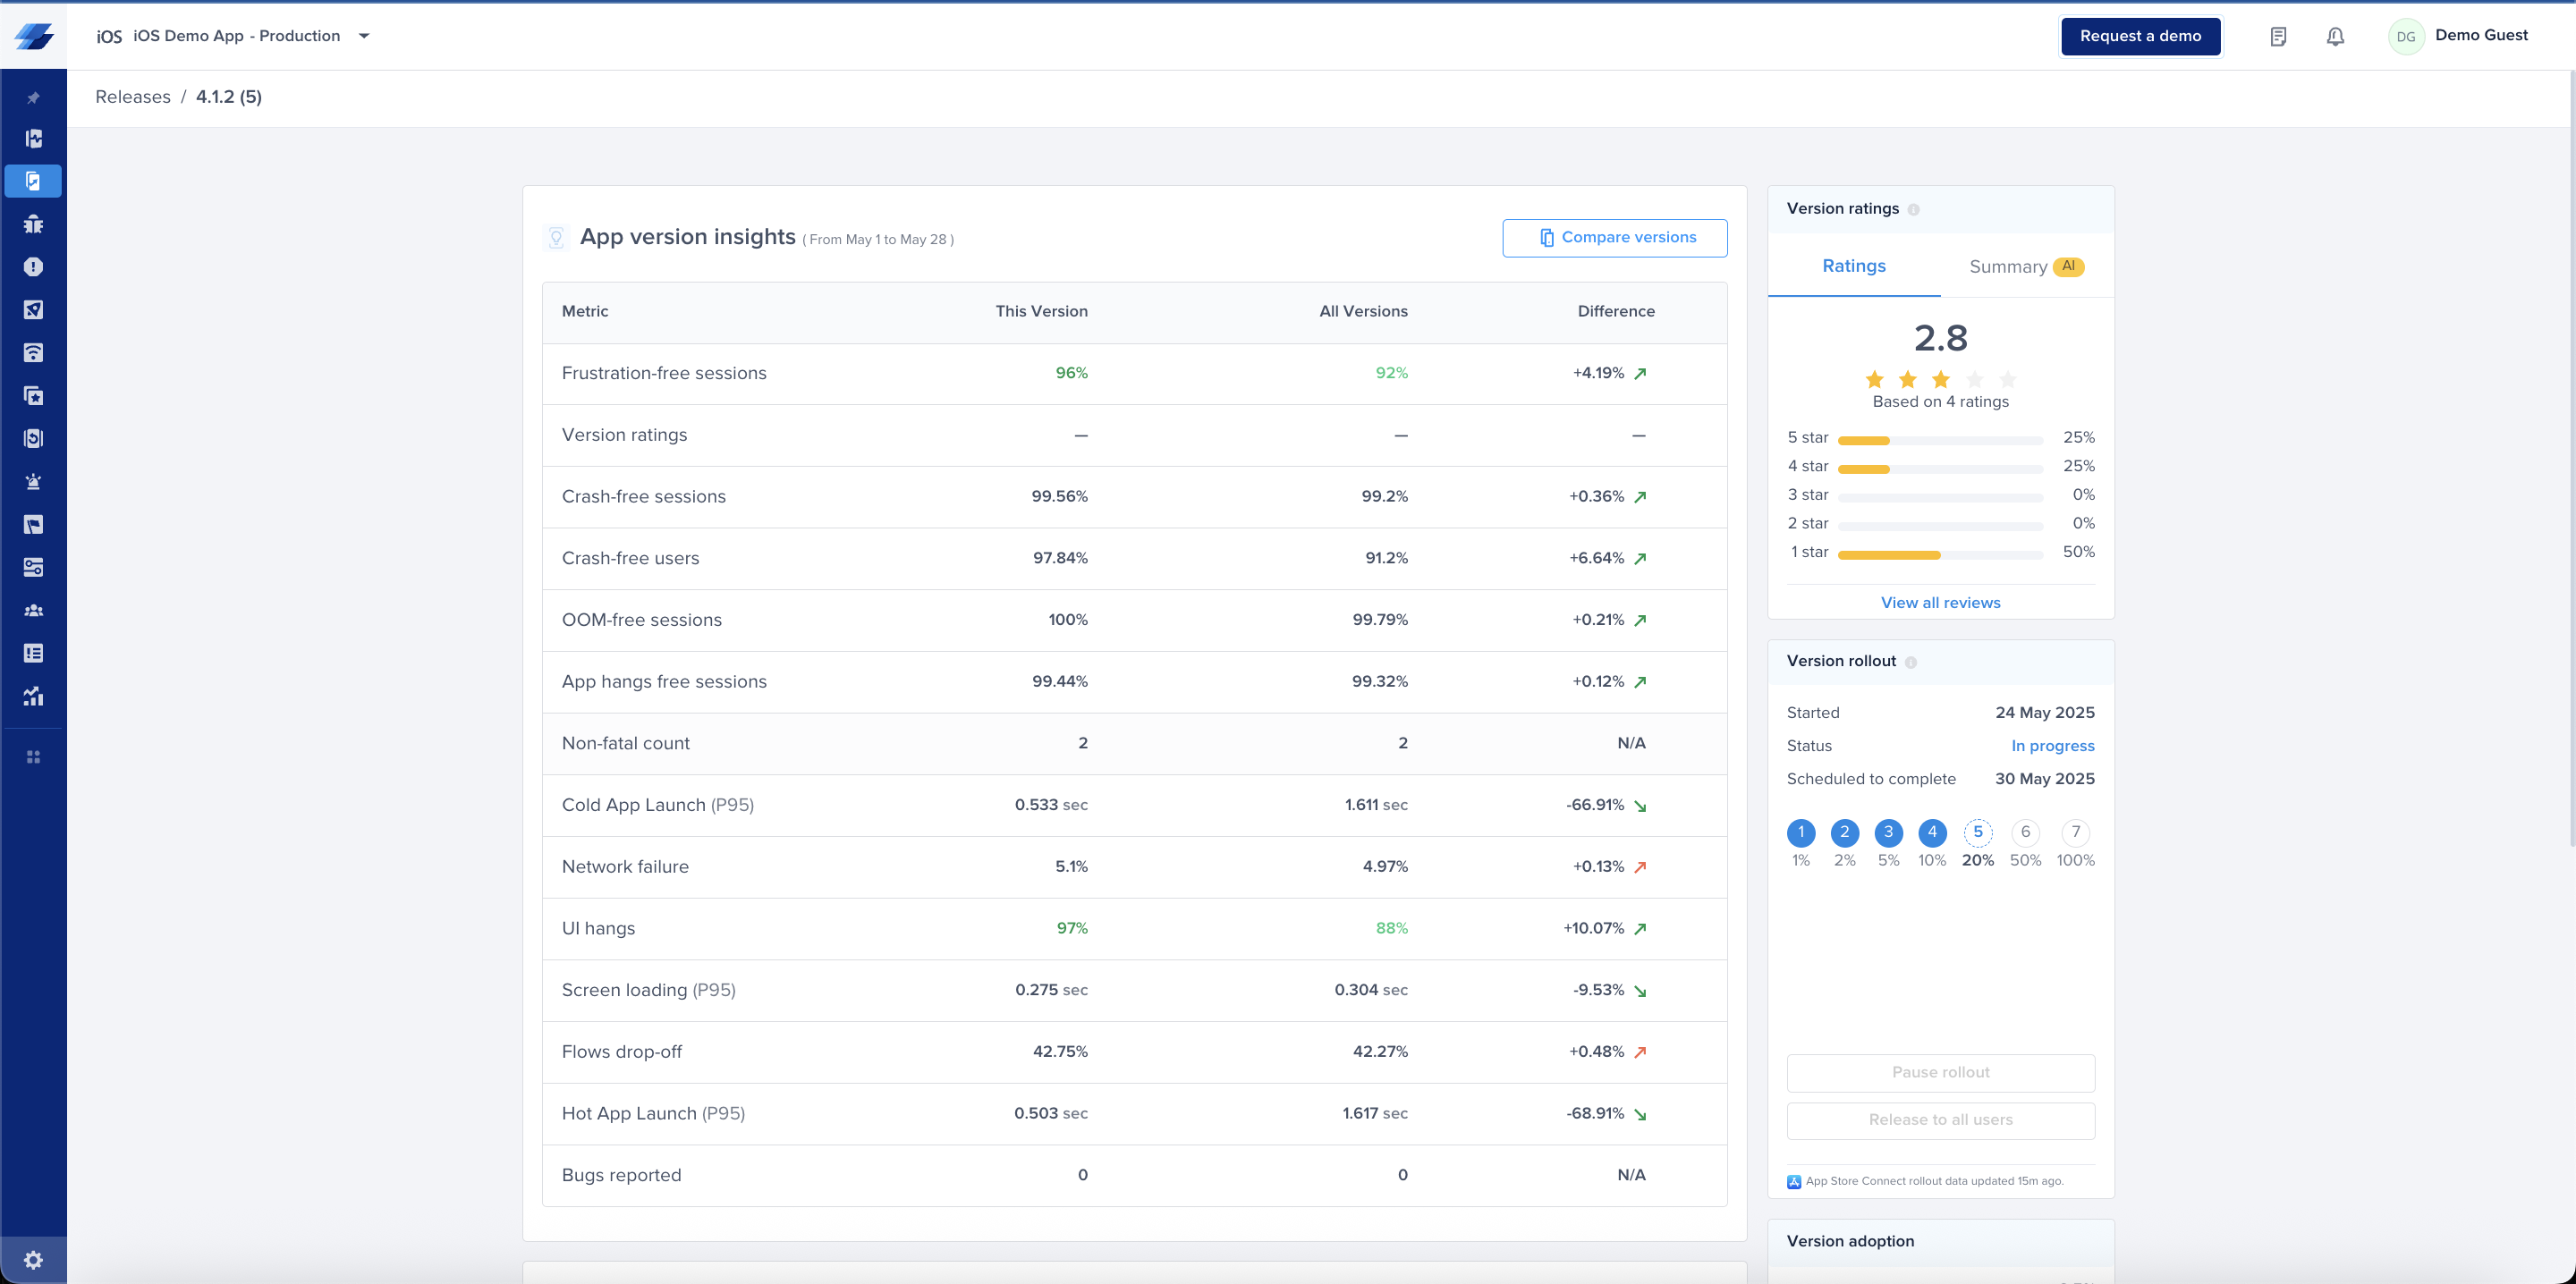 iOS iOS Demo App - Production
Request a demo
DG Demo Guest
Releases / 4.1.2 (5)
App version insights ( From May 1 to May 28 )
Compare versions
Metric This Version All Versions Difference
Frustration-free sessions 96% 92% +4.19%
Version ratings — — —
Crash-free sessions 99.56% 99.2% +0.36%
Crash-free users 97.84% 91.2% +6.64%
OOM-free sessions 100% 99.79% +0.21%
App hangs free sessions 99.44% 99.32% +0.12%
Non-fatal count 2 2 N/A
Cold App Launch (P95) 0.533 sec 1.611 sec -66.91%
Network failure 5.1% 4.97% +0.13%
UI hangs 97% 88% +10.07%
Screen loading (P95) 0.275 sec 0.304 sec -9.53%
Flows drop-off 42.75% 42.27% +0.48%
Hot App Launch (P95) 0.503 sec 1.617 sec -68.91%
Bugs reported 0 0 N/A
Version ratings
Ratings Summary AI
2.8
Based on 4 ratings
5 star 25%
4 star 25%
3 star 0%
2 star 0%
1 star 50%
View all reviews
Version rollout
Started 24 May 2025
Status In progress
Scheduled to complete 30 May 2025
1 2 3 4 5 6 7
1% 2% 5% 10% 20% 50% 100%
Pause rollout
Release to all users
App Store Connect rollout data updated 15m ago.
Version adoption